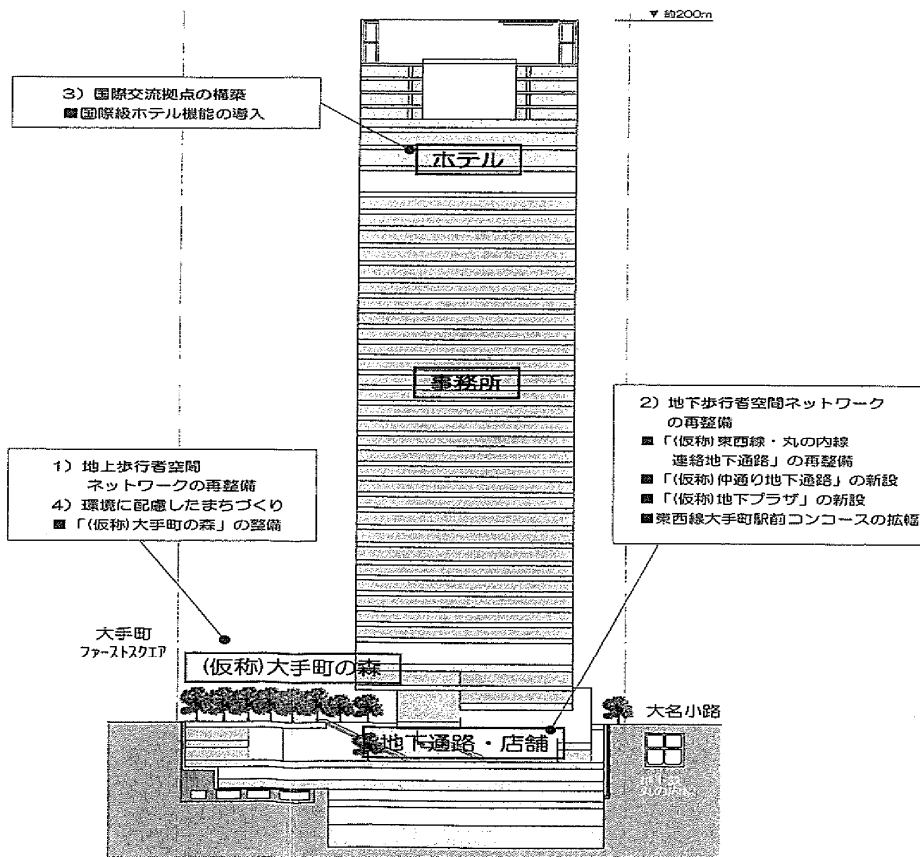 ▼ 約200m
3) 国際交流拠点の構築
■国際級ホテル機能の導入
ホテル
事務所
2) 地下歩行者空間ネットワーク
の再整備
■「(仮称)東西線・丸の内線
連絡地下通路」の再整備
■「(仮称)仲通り地下通路」の新設
■「(仮称)地下プラザ」の新設
■東西線大手町駅前コンコースの拡幅
1) 地上歩行者空間
ネットワークの再整備
4) 環境に配慮したまちづくり
■「(仮称)大手町の森」の整備
大手町
ファーストスクエア
(仮称)大手町の森
大名小路
地下通路・店舗
丸の内線